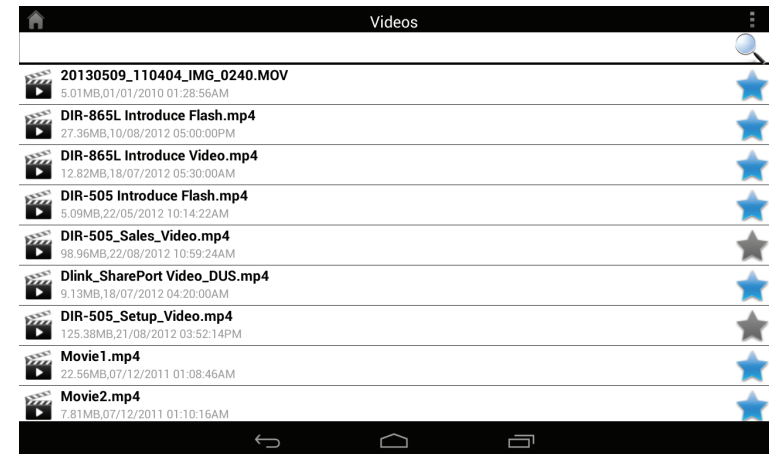 Videos
20130509_110404_IMG_0240.MOV
5.01MB,01/01/2010 01:28:56AM
DIR-865L Introduce Flash.mp4
27.36MB,10/08/2012 05:00:00PM
DIR-865L Introduce Video.mp4
12.82MB,18/07/2012 05:30:00AM
DIR-505 Introduce Flash.mp4
5.09MB,22/05/2012 10:14:22AM
DIR-505_Sales_Video.mp4
98.96MB,22/08/2012 10:59:24AM
Dlink_SharePort Video_DUS.mp4
9.13MB,18/07/2012 04:20:00AM
DIR-505_Setup_Video.mp4
125.38MB,21/08/2012 03:52:14PM
Movie1.mp4
22.56MB,07/12/2011 01:08:46AM
Movie2.mp4
7.81MB,07/12/2011 01:10:16AM